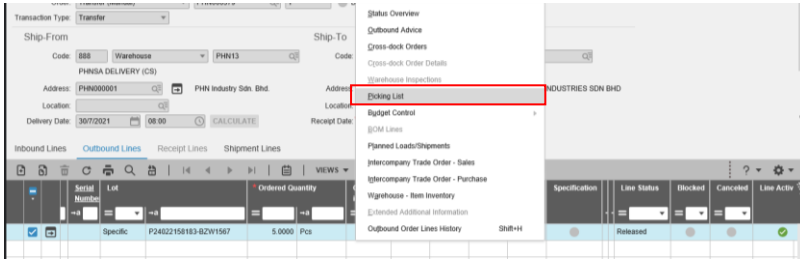 Transaction Type: Transfer
Ship-From
Ship-To
Code: 888 Warehouse PHN13
Code:
PHNSA DELIVERY (CS)
Address: PHN000001 PHN Industry Sdn. Bhd.
Address
INDUSTRIES SDN BHD
Location:
Location
Delivery Date: 30/7/2021 08:00 CALCULATE
Receipt Date:
Status Overview
Outbound Advice
Cross-dock Orders
Cross-dock Order Details
Warehouse Inspections
Picking List
Budget Control
BOM Lines
Planned Loads/Shipments
Intercompany Trade Order - Sales
Intercompany Trade Order - Purchase
Warehouse - Item Inventory
Extended Additional Information
Outbound Order Lines History Shift+H
Inbound Lines Outbound Lines Receipt Lines Shipment Lines
VIEWS
Serial Number Lot * Ordered Quantity Specification Line Status Blocked Canceled Line Activ
Specific P24022158183-BZW1567 5.0000 Pcs Released